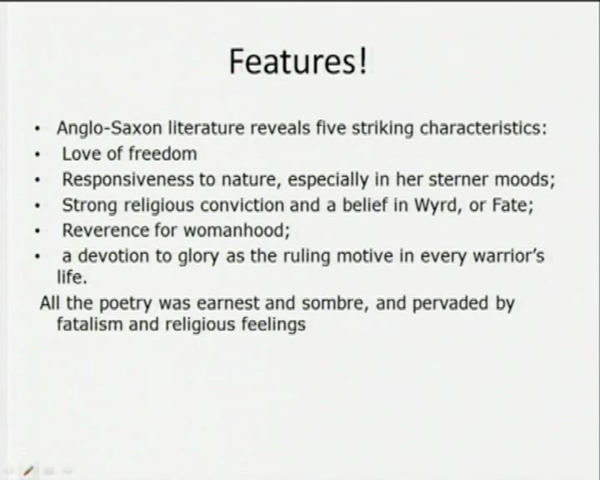 Features!
• Anglo-Saxon literature reveals five striking characteristics:
• Love of freedom
• Responsiveness to nature, especially in her sterner moods;
• Strong religious conviction and a belief in Wyrd, or Fate;
• Reverence for womanhood;
• a devotion to glory as the ruling motive in every warrior's
life.
All the poetry was earnest and sombre, and pervaded by
fatalism and religious feelings